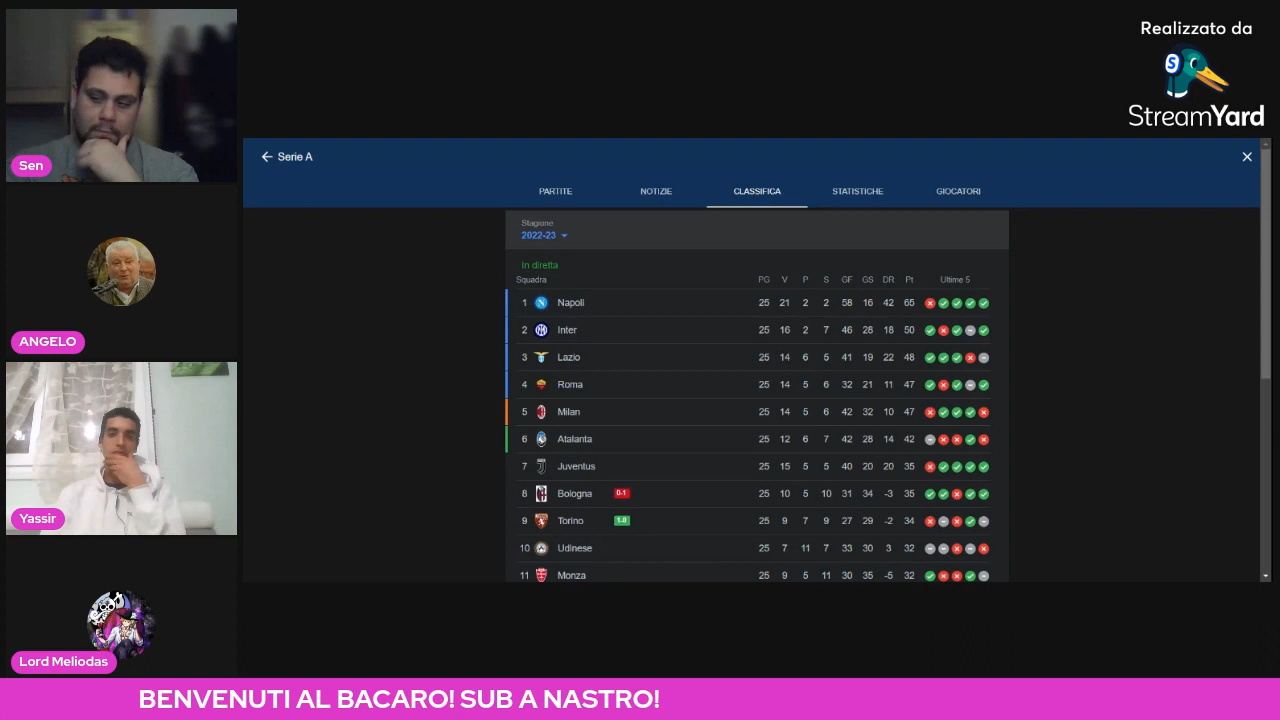 Realizzato da
StreamYard
Sen
ANGELO
Yassir
Lord Meliodas
Serie A
PARTITE NOTIZIE CLASSIFICA STATISTICHE GIOCATORI
Stagione
2022-23
In diretta
Squadra PG V P S GF GS DR Pt Ultime 5
1 Napoli 25 21 2 2 58 16 42 65
2 Inter 25 16 2 7 46 28 18 50
3 Lazio 25 14 6 5 41 19 22 48
4 Roma 25 14 5 6 32 21 11 47
5 Milan 25 14 5 6 42 32 10 47
6 Atalanta 25 12 6 7 42 28 14 42
7 Juventus 25 15 5 5 40 20 20 35
8 Bologna 0-1 25 10 5 10 31 34 -3 35
9 Torino 1-0 25 9 7 9 27 29 -2 34
10 Udinese 25 7 11 7 33 30 3 32
11 Monza 25 9 5 11 30 35 -5 32
BENVENUTI AL BACARO! SUB A NASTRO!